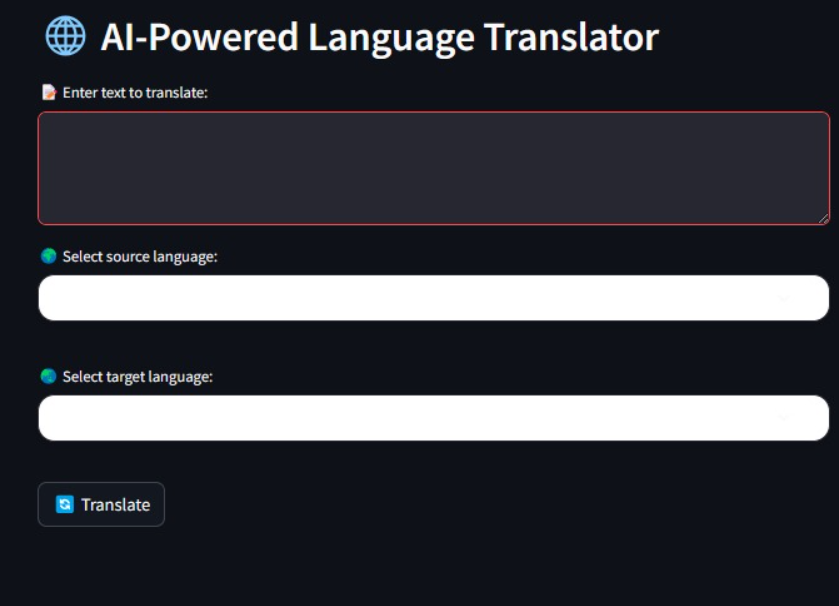 AI-Powered Language Translator
Enter text to translate:
Select source language:
Select target language:
Translate